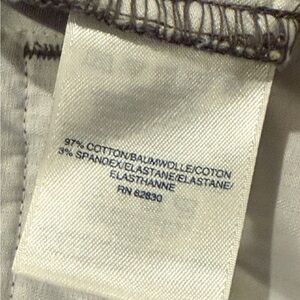 97% COTTON/BAUMWOLLE/COTON
3% SPANDEX/ELASTANE/ELASTANE/
ELASTHANNE
RN 62830